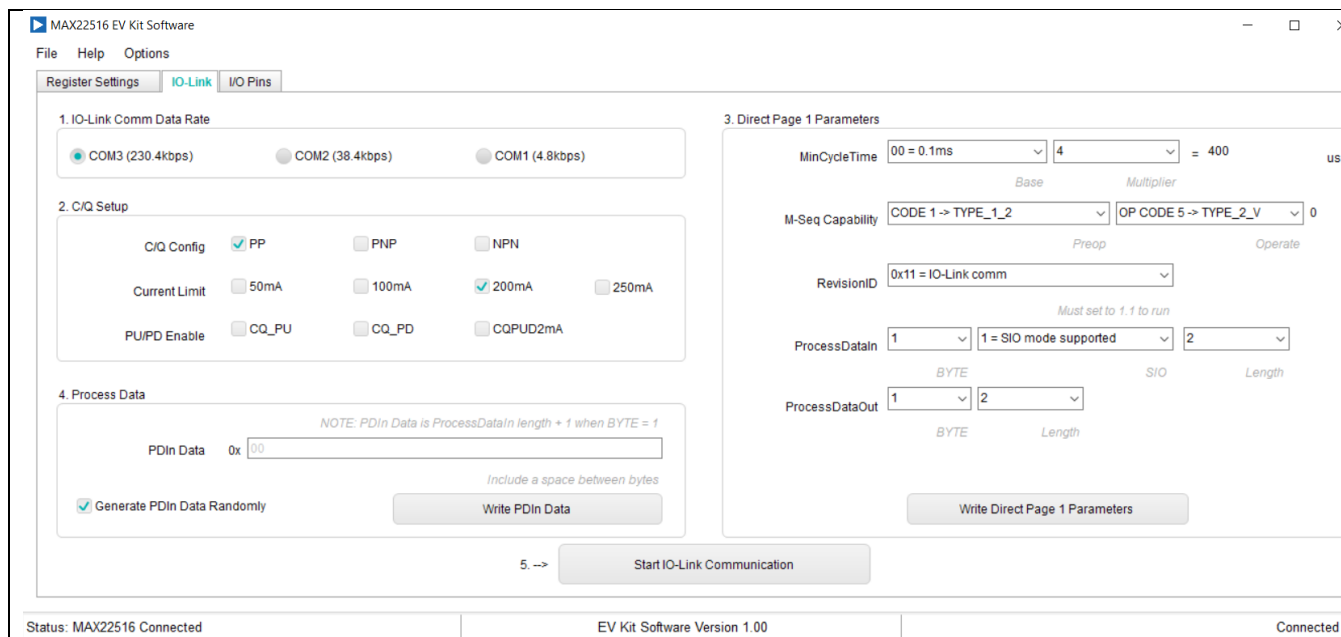 MAX22516 EV Kit Software
File Help Options
Register Settings IO-Link I/O Pins
1. IO-Link Comm Data Rate
COM3 (230.4kbps) COM2 (38.4kbps) COM1 (4.8kbps)
2. C/Q Setup
C/Q Config PP PNP NPN
Current Limit 50mA 100mA 200mA 250mA
PU/PD Enable CQ_PU CQ_PD CQPUD2mA
4. Process Data
NOTE: PDIn Data is ProcessDataIn length + 1 when BYTE = 1
PDIn Data 0x 00
Include a space between bytes
Generate PDIn Data Randomly Write PDIn Data
3. Direct Page 1 Parameters
MinCycleTime 00 = 0.1ms 4 = 400 us
Base Multiplier
M-Seq Capability CODE 1 -> TYPE_1_2 OP CODE 5 -> TYPE_2_V 0
Preop Operate
RevisionID 0x11 = IO-Link comm
Must set to 1.1 to run
ProcessDataIn 1 1 = SIO mode supported 2
BYTE SIO Length
ProcessDataOut 1 2
BYTE Length
Write Direct Page 1 Parameters
5. --> Start IO-Link Communication
Status: MAX22516 Connected EV Kit Software Version 1.00 Connected